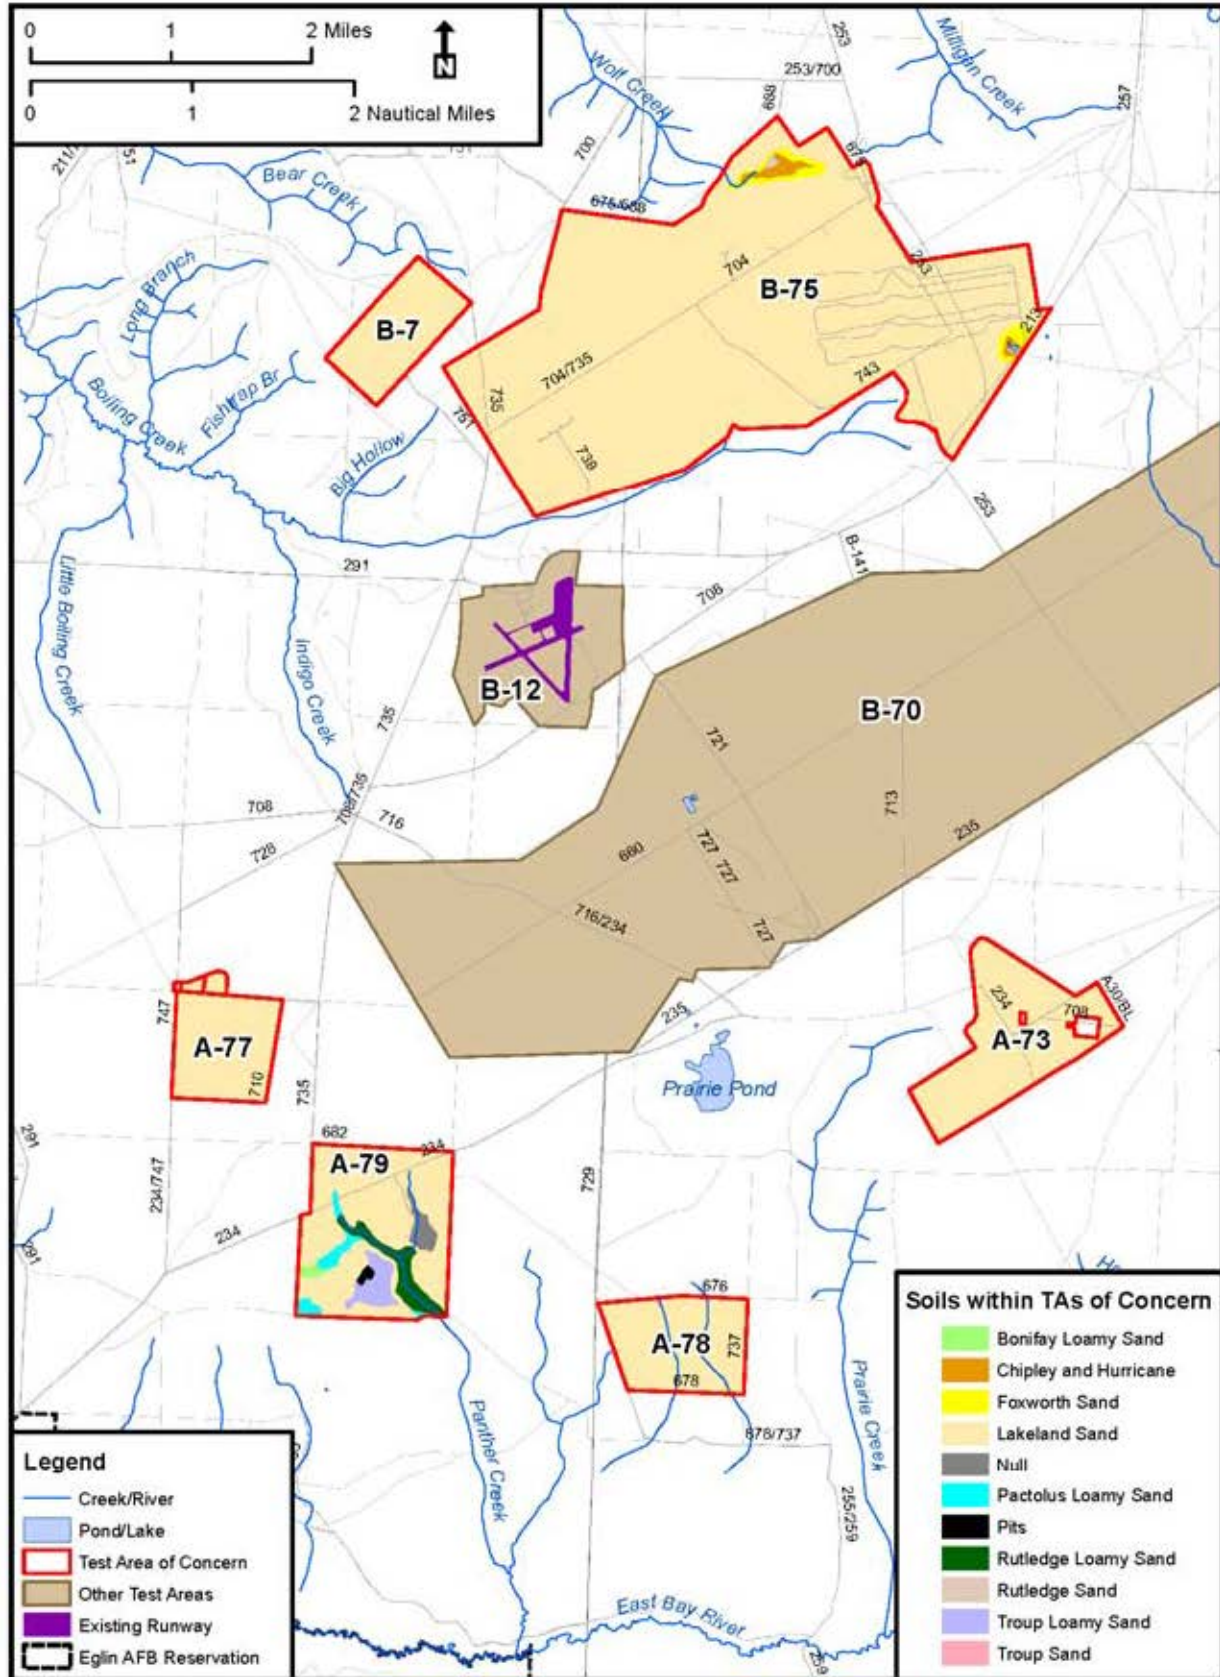 0 1 2 Miles
0 1 2 Nautical Miles
N
253
Milligan Creek
253/700
688
257
Wolf Creek
700
Bear Creek
675/688
Long Branch
704
253
B-75
B-7
213
704/735
743
Boiling Creek
Fishtrap Br
735
751
Big Hollow
739
253
291
B-141
708
Little Boiling Creek
Indigo Creek
B-12
B-70
735
721
708/735
708
716
713
235
728
660
727
727
716/234
727
747
235
A30/BL
234
708
A-77
A-73
710
735
Prairie Pond
682
291
234
A-79
234/747
729
234
291
676
A-78
737
678
Panther Creek
Prairie Creek
678/737
255/259
East Bay River
259
Soils within TAs of Concern
Bonifay Loamy Sand
Chipley and Hurricane
Foxworth Sand
Lakeland Sand
Null
Pactolus Loamy Sand
Pits
Rutledge Loamy Sand
Rutledge Sand
Troup Loamy Sand
Troup Sand
Legend
Creek/River
Pond/Lake
Test Area of Concern
Other Test Areas
Existing Runway
Eglin AFB Reservation